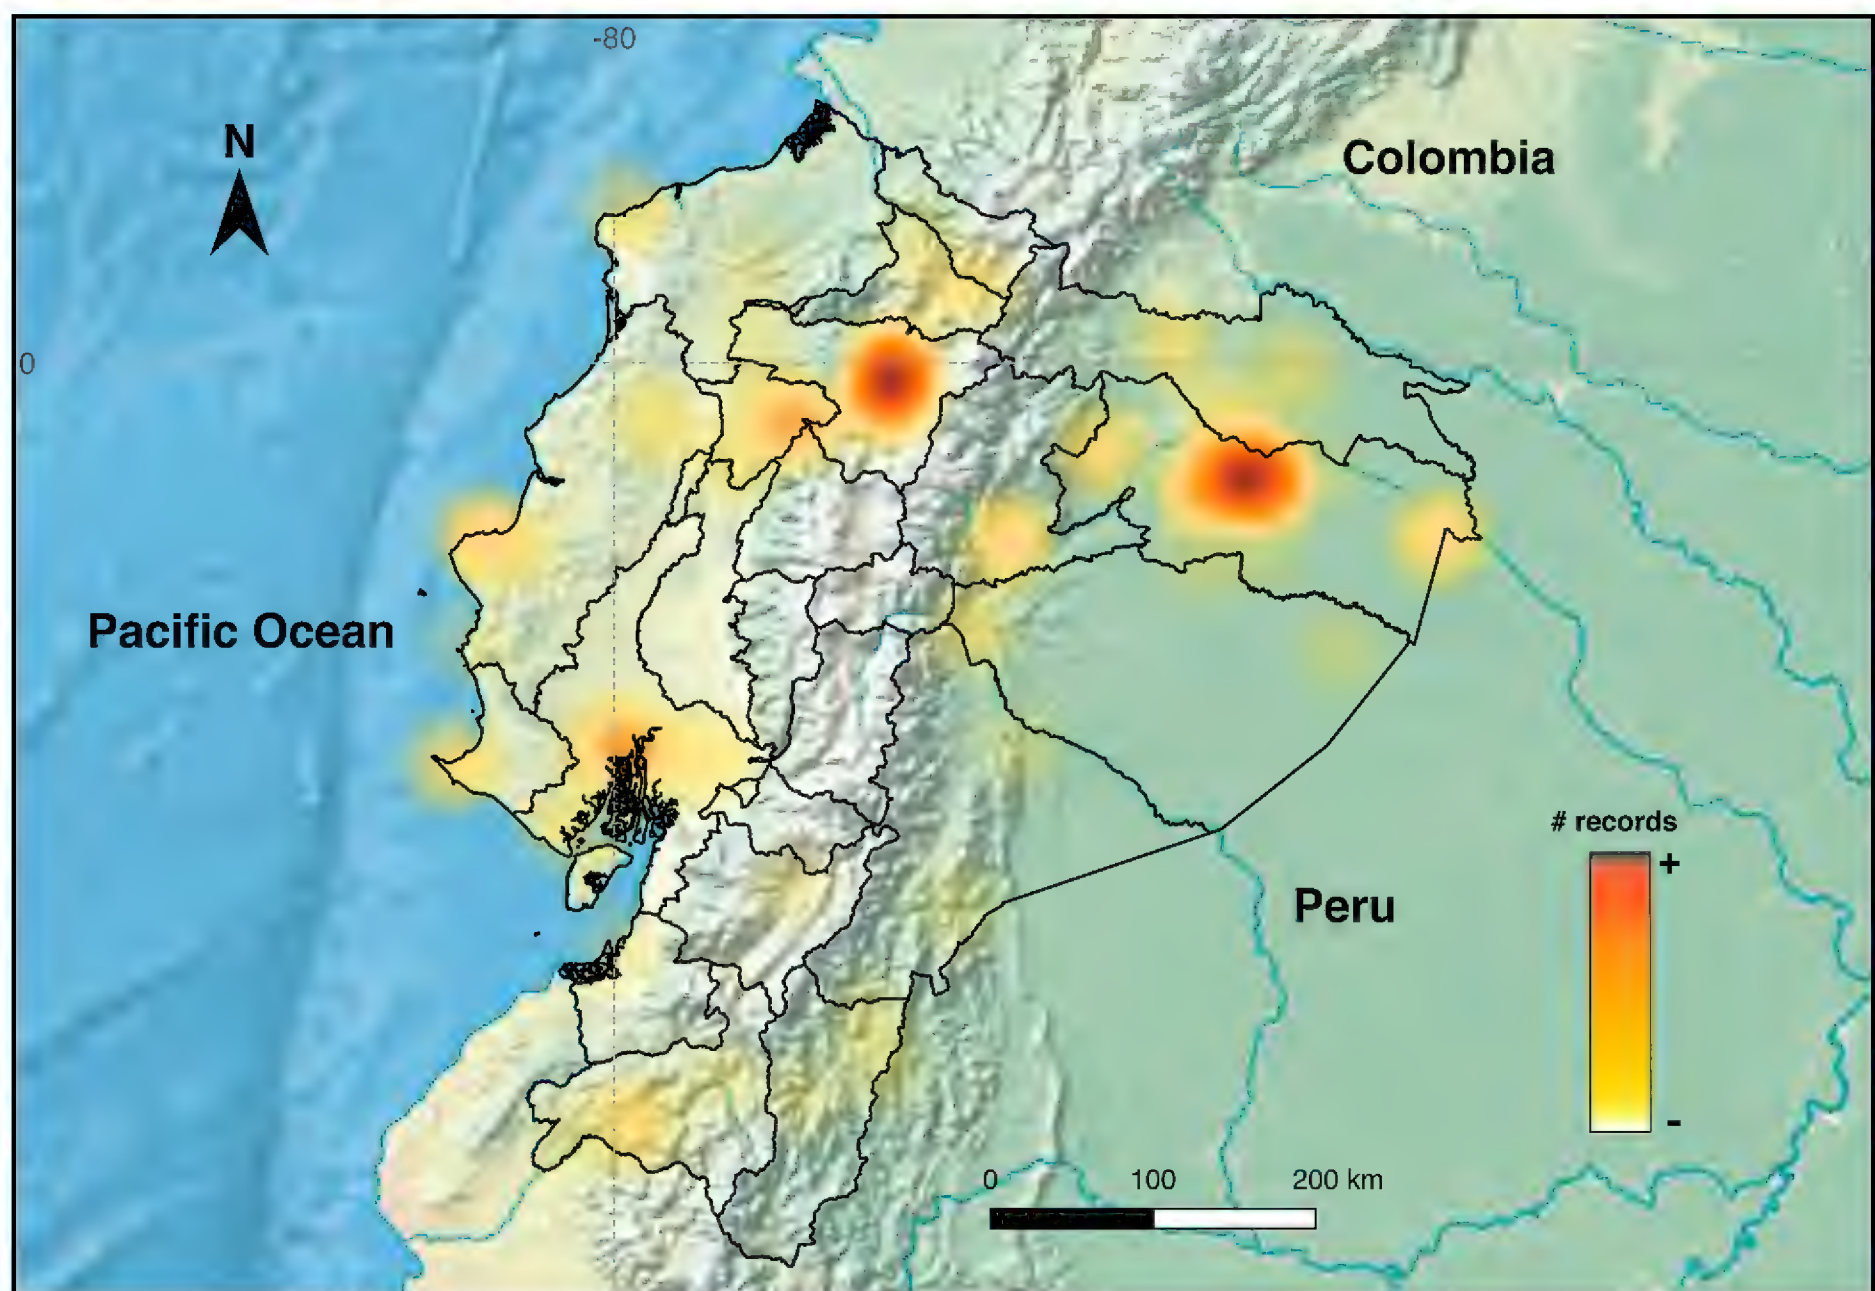 -80
N
Colombia
0
Pacific Ocean
# records
+
Peru
-
0 100 200 km